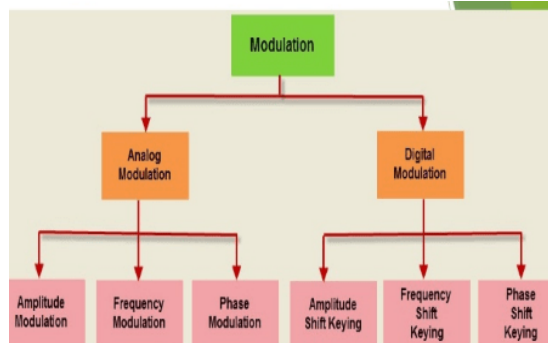 Modulation
Analog
Modulation
Digital
Modulation
Amplitude
Modulation
Frequency
Modulation
Phase
Modulation
Amplitude
Shift Keying
Frequency
Shift
Keying
Phase
Shift
Keying